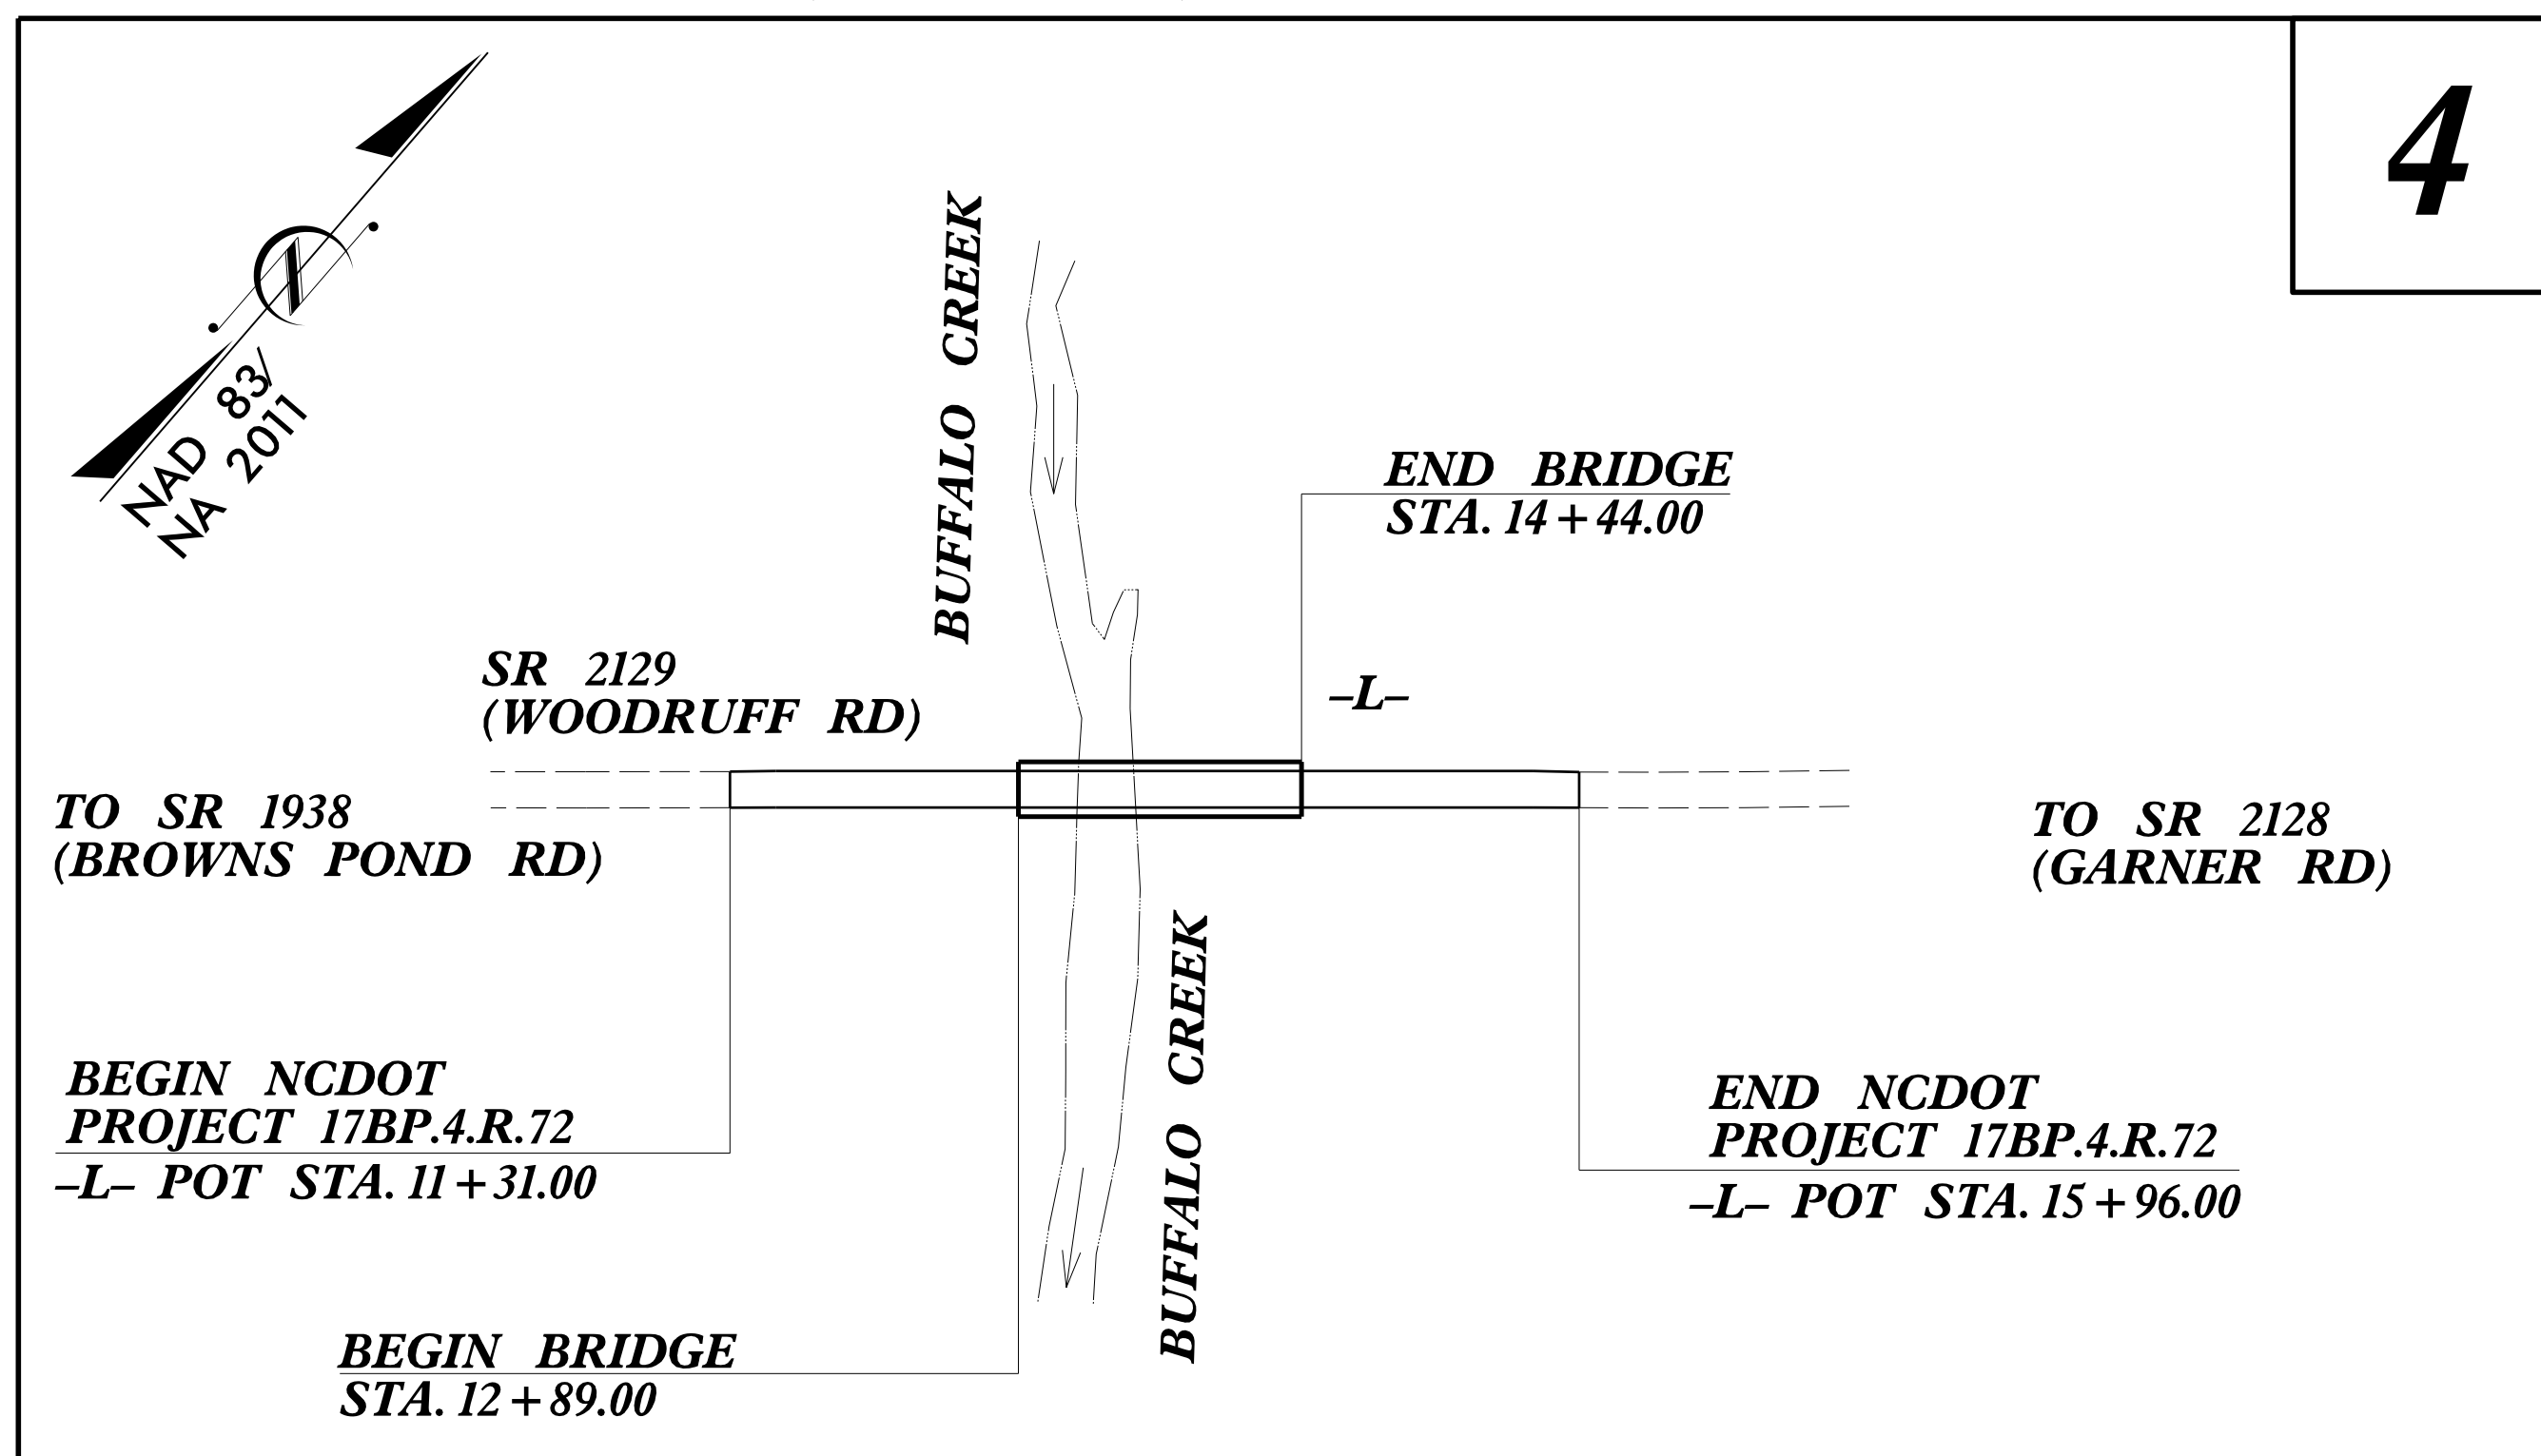 4
NAD 83/
NA 2011
BUFFALO CREEK
END BRIDGE
STA. 14+44.00
SR 2129
(WOODRUFF RD)
–L–
TO SR 1938
(BROWNS POND RD)
TO SR 2128
(GARNER RD)
BUFFALO CREEK
BEGIN NCDOT
PROJECT 17BP.4.R.72
–L– POT STA. 11+31.00
END NCDOT
PROJECT 17BP.4.R.72
–L– POT STA. 15+96.00
BEGIN BRIDGE
STA. 12+89.00